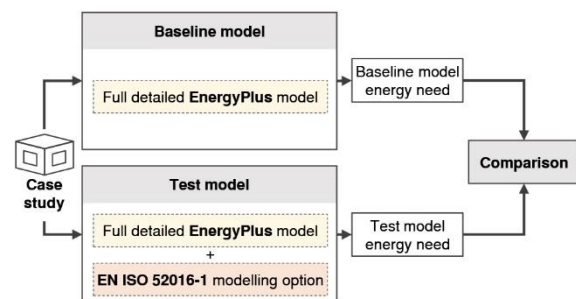 Baseline model
Full detailed EnergyPlus model
Baseline model
energy need
Case
study
Comparison
Test model
Full detailed EnergyPlus model
+
EN ISO 52016-1 modelling option
Test model
energy need